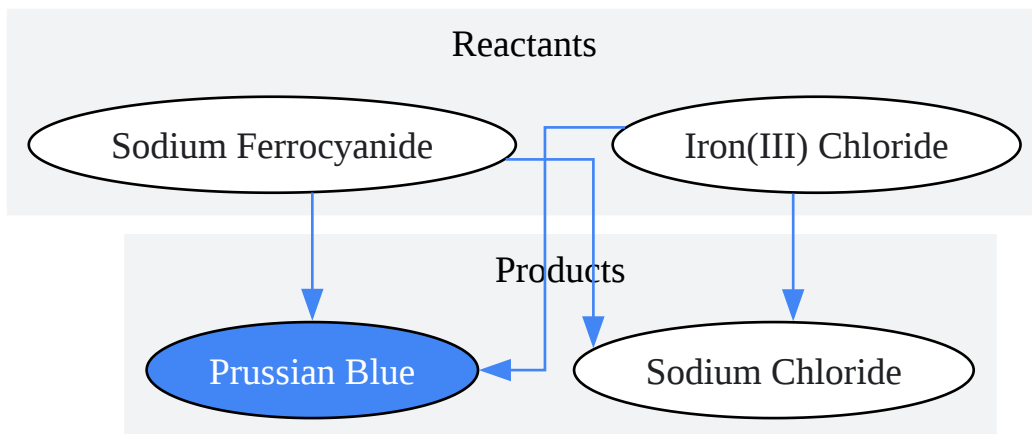 Reactants
Sodium Ferrocyanide
Iron(III) Chloride
Products
Prussian Blue
Sodium Chloride